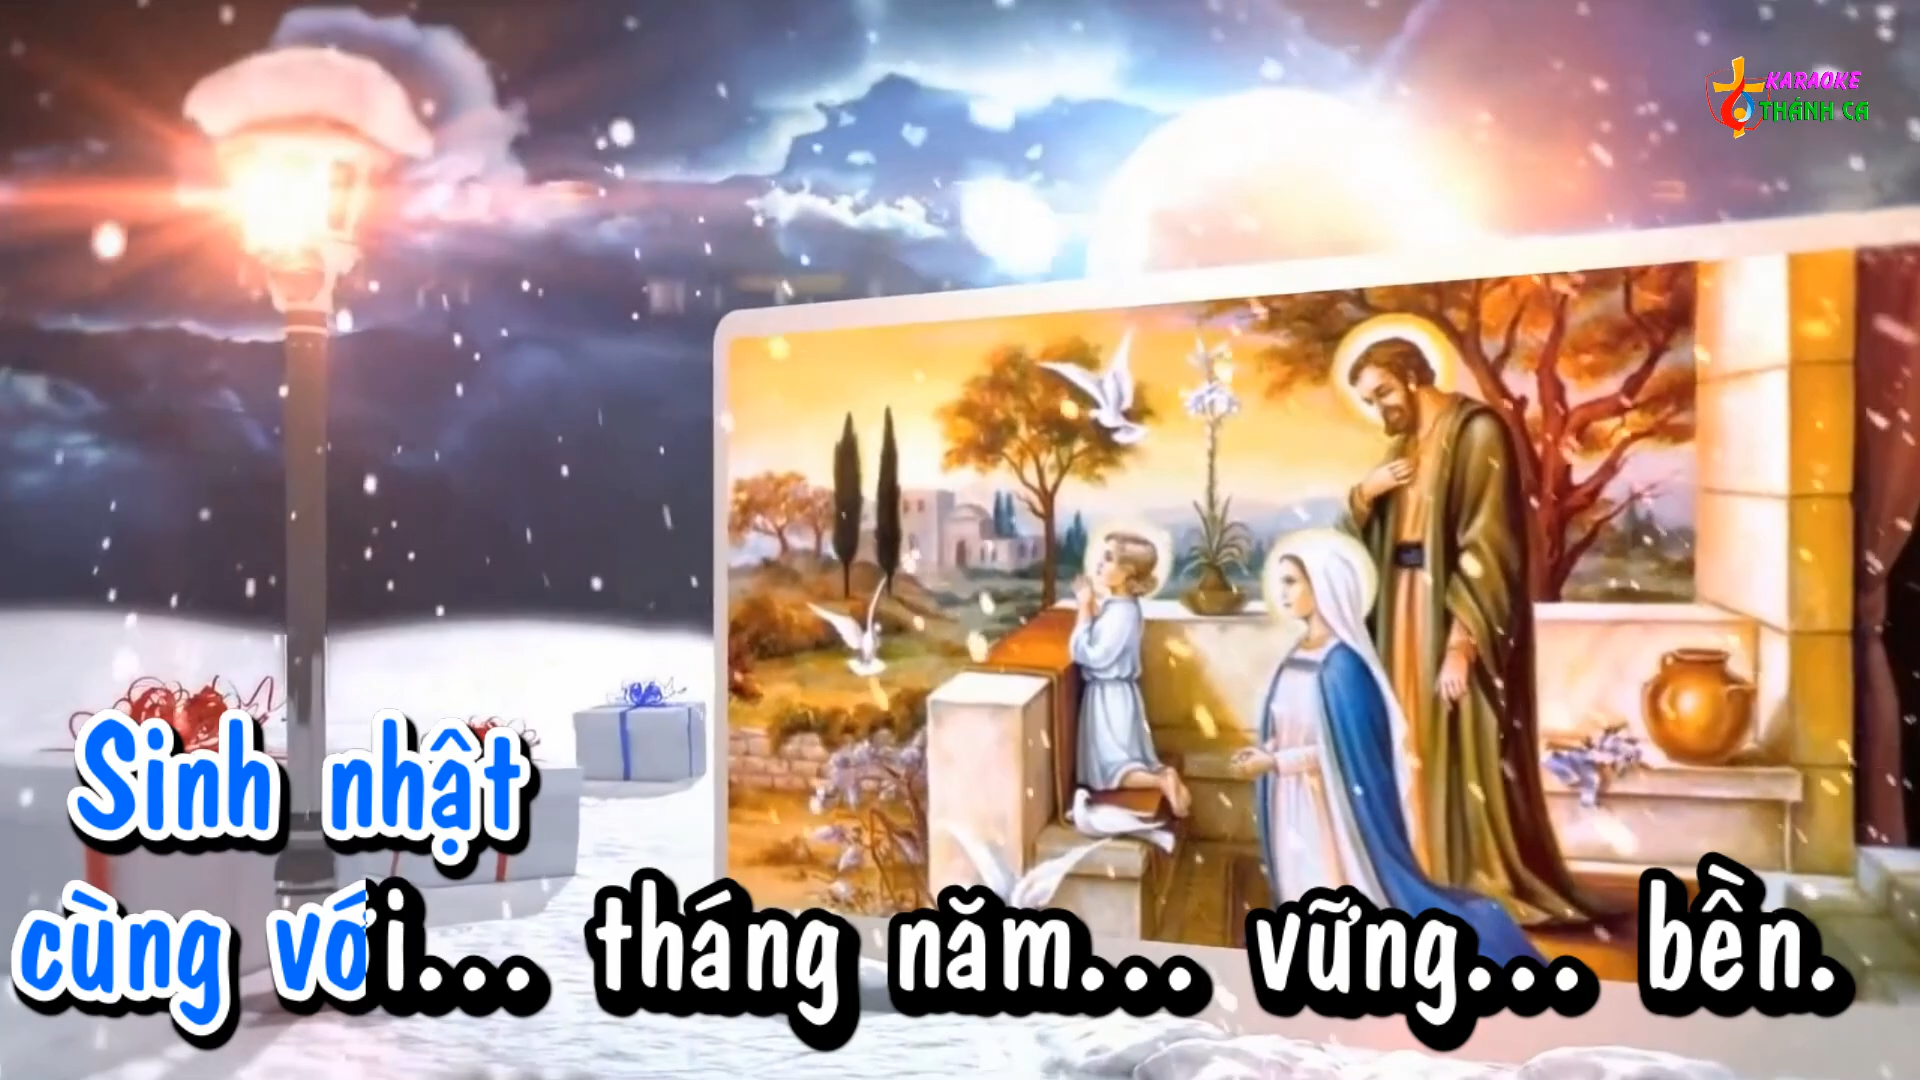 KARAOKE
THÁNH CA
Sinh nhật
cùng với... tháng năm... vững... bền.